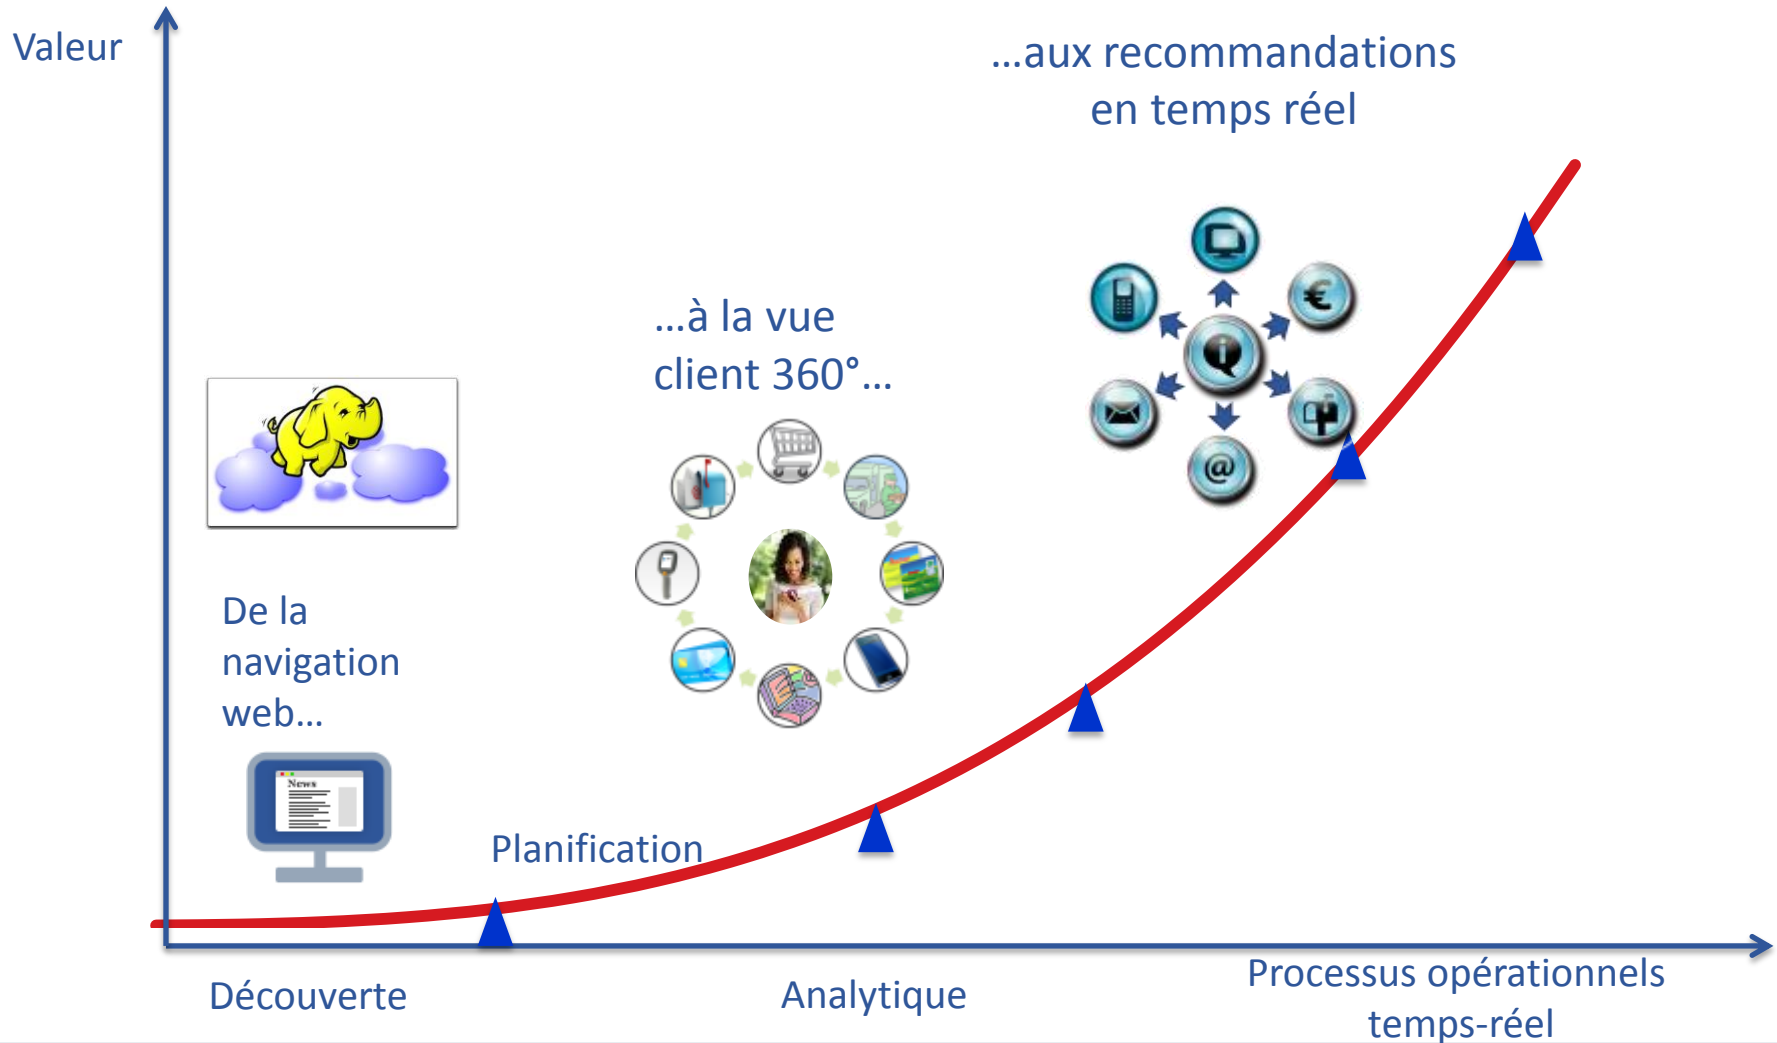 Valeur
…aux recommandations
en temps réel
…à la vue
client 360°…
De la
navigation
web…
News
Planification
Découverte
Analytique
Processus opérationnels
temps-réel
€
i
@